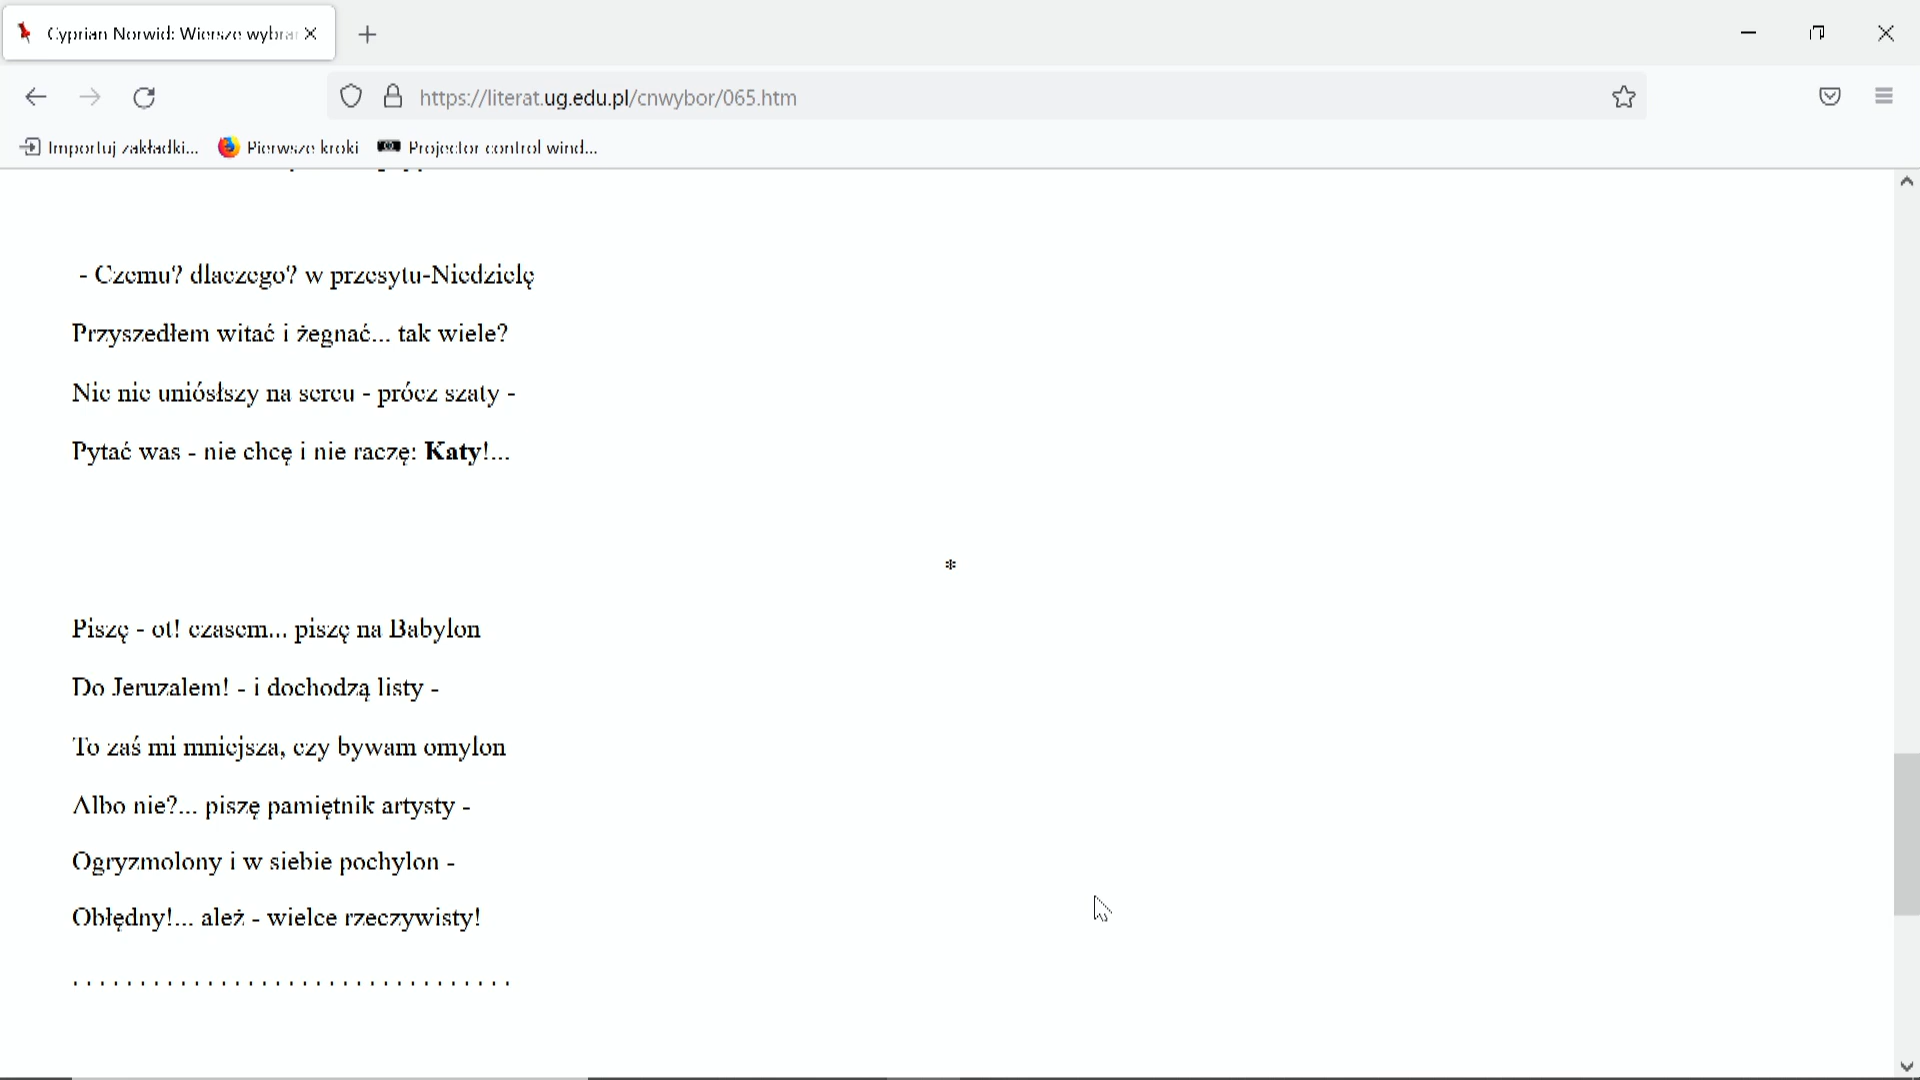 Cyprian Norwid: Wiersze wybra
https://literat.ug.edu.pl/cnwybor/065.htm
Importuj zakładki...
Pierwsze kroki
Projector control wind...
- Czemu? dlaczego? w przesytu-Niedzielę
Przyszedłem witać i żegnać... tak wiele?
Nic nie uniósłszy na sercu - prócz szaty -
Pytać was - nie chcę i nie raczę: Katy!...
*
Piszę - ot! czasem... piszę na Babylon
Do Jeruzalem! - i dochodzą listy -
To zaś mi mniejsza, czy bywam omylon
Albo nie?... piszę pamiętnik artysty -
Ogryzmolony i w siebie pochylon -
Obłędny!... ależ - wielce rzeczywisty!
. . . . . . . . . . . . . . . . . . . . . . . . . . . . . . . . .